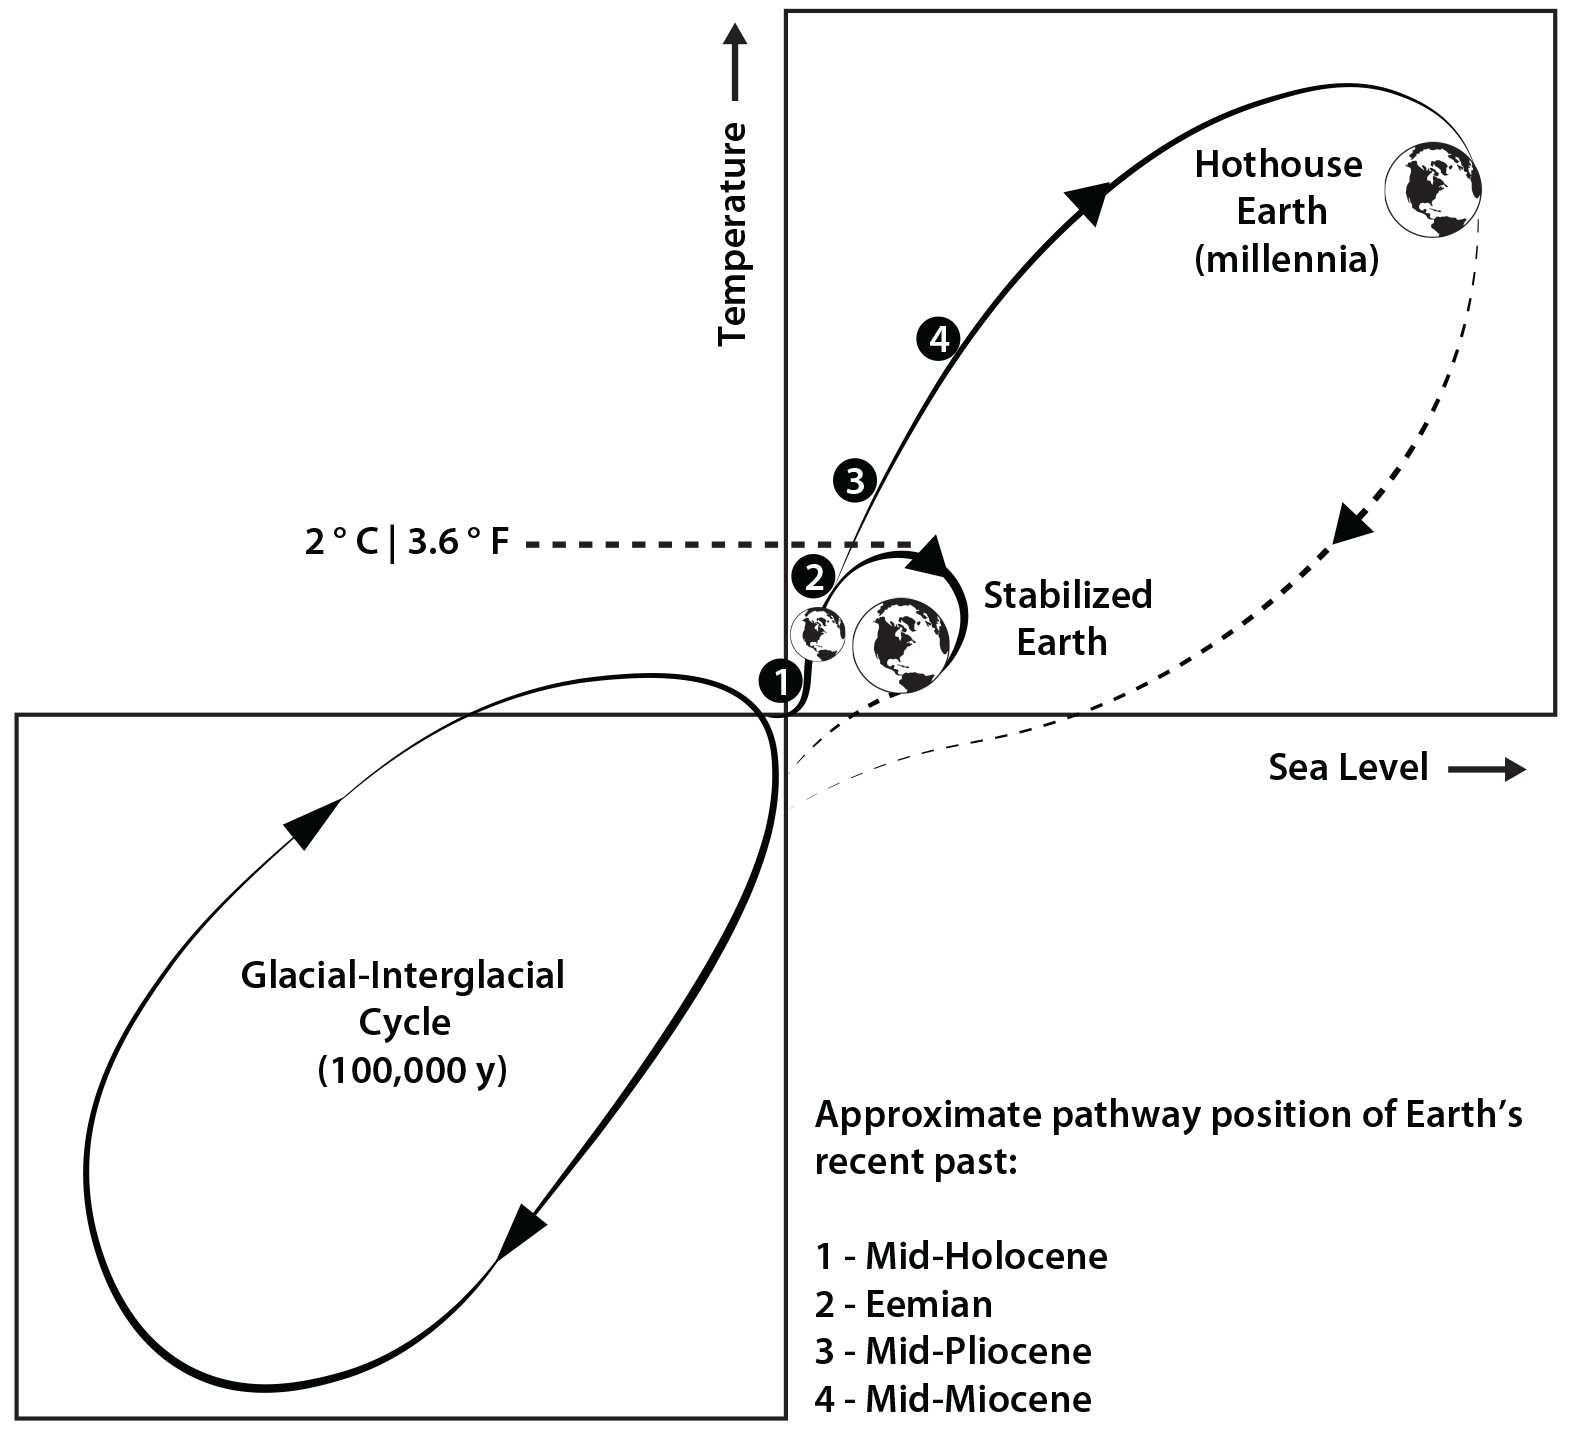 Temperature
Hothouse
Earth
(millennia)
4
3
2 ° C | 3.6 ° F
2
Stabilized
Earth
1
Sea Level
Glacial-Interglacial
Cycle
(100,000 y)
Approximate pathway position of Earth’s
recent past:
1 - Mid-Holocene
2 - Eemian
3 - Mid-Pliocene
4 - Mid-Miocene